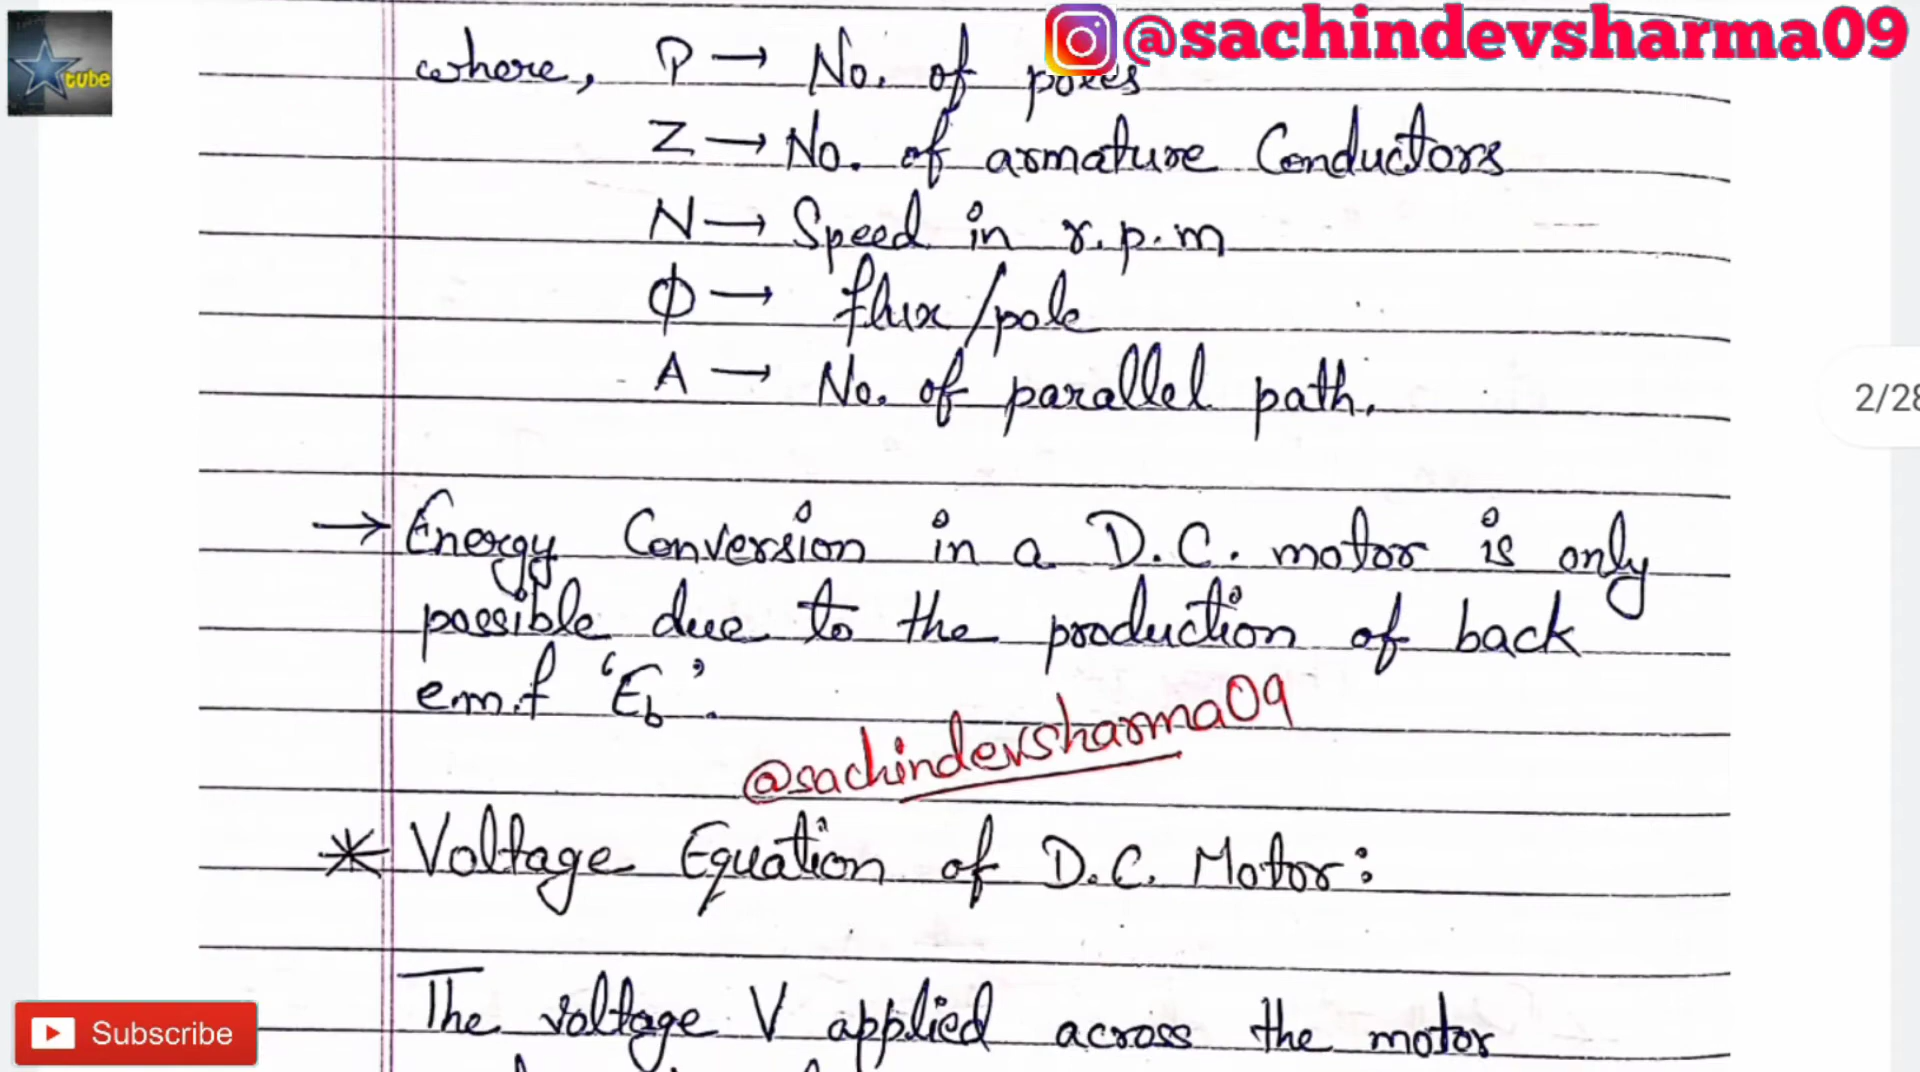 tube
@sachindevsharma09
where, P → No. of poles
Z → No. of armature Conductors
N → Speed in r.p.m
Φ → flux/pole
A → No. of parallel path.
2/28
→ Energy Conversion in a D.C. motor is only
possible due to the production of back
e.m.f ‘Eb’.
@sachindevsharma09
* Voltage Equation of D.C. Motor:
The voltage V applied across the motor
Subscribe